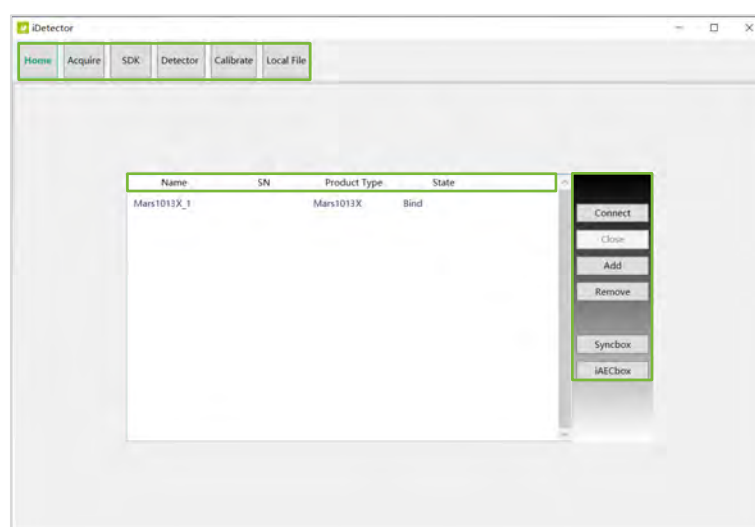 iDetector
Home Acquire SDK Detector Calibrate Local File
Name SN Product Type State
Mars1013X_1 Mars1013X Bind
Connect
Close
Add
Remove
Syncbox
iAECbox